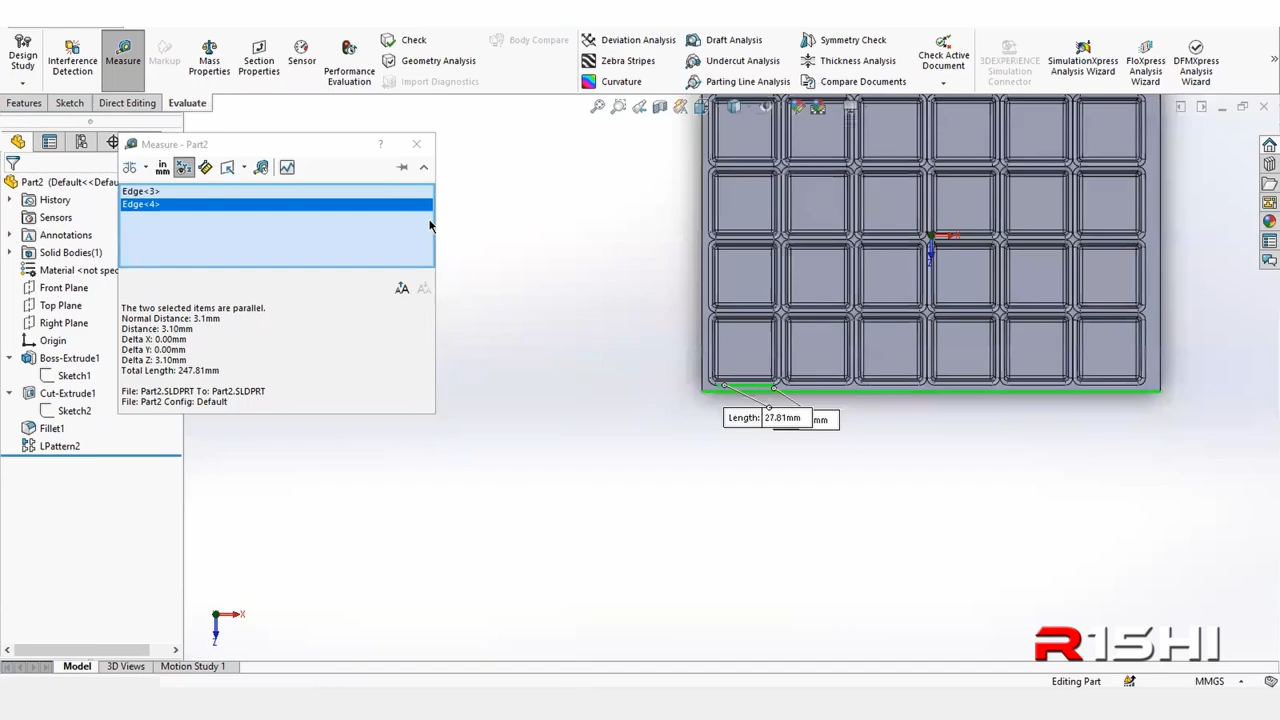 Design Study
Interference Detection
Measure
Markup
Mass Properties
Section Properties
Sensor
Performance Evaluation
Check
Geometry Analysis
Import Diagnostics
Body Compare
Deviation Analysis
Zebra Stripes
Curvature
Draft Analysis
Undercut Analysis
Parting Line Analysis
Symmetry Check
Thickness Analysis
Compare Documents
Check Active Document
3DEXPERIENCE Simulation Connector
SimulationXpress Analysis Wizard
FloXpress Analysis Wizard
DFMXpress Analysis Wizard
Features
Sketch
Direct Editing
Evaluate
Measure - Part2
?
in mm
Edge<3>
Edge<4>
The two selected items are parallel.
Normal Distance: 3.1mm
Distance: 3.10mm
Delta X: 0.00mm
Delta Y: 0.00mm
Delta Z: 3.10mm
Total Length: 247.81mm
File: Part2.SLDPRT To: Part2.SLDPRT
File: Part2 Config: Default
Part2 (Default<<Defau
History
Sensors
Annotations
Solid Bodies(1)
Material <not spec
Front Plane
Top Plane
Right Plane
Origin
Boss-Extrude1
Sketch1
Cut-Extrude1
Sketch2
Fillet1
LPattern2
X
Z
Length: 27.81mm
mm
X
Z
R1SHI
Model
3D Views
Motion Study 1
Editing Part
MMGS